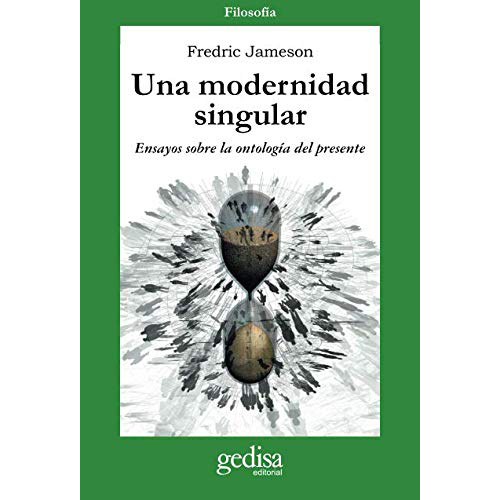 Filosofía
Fredric Jameson
Una modernidad
singular
Ensayos sobre la ontología del presente
gedisa
editorial